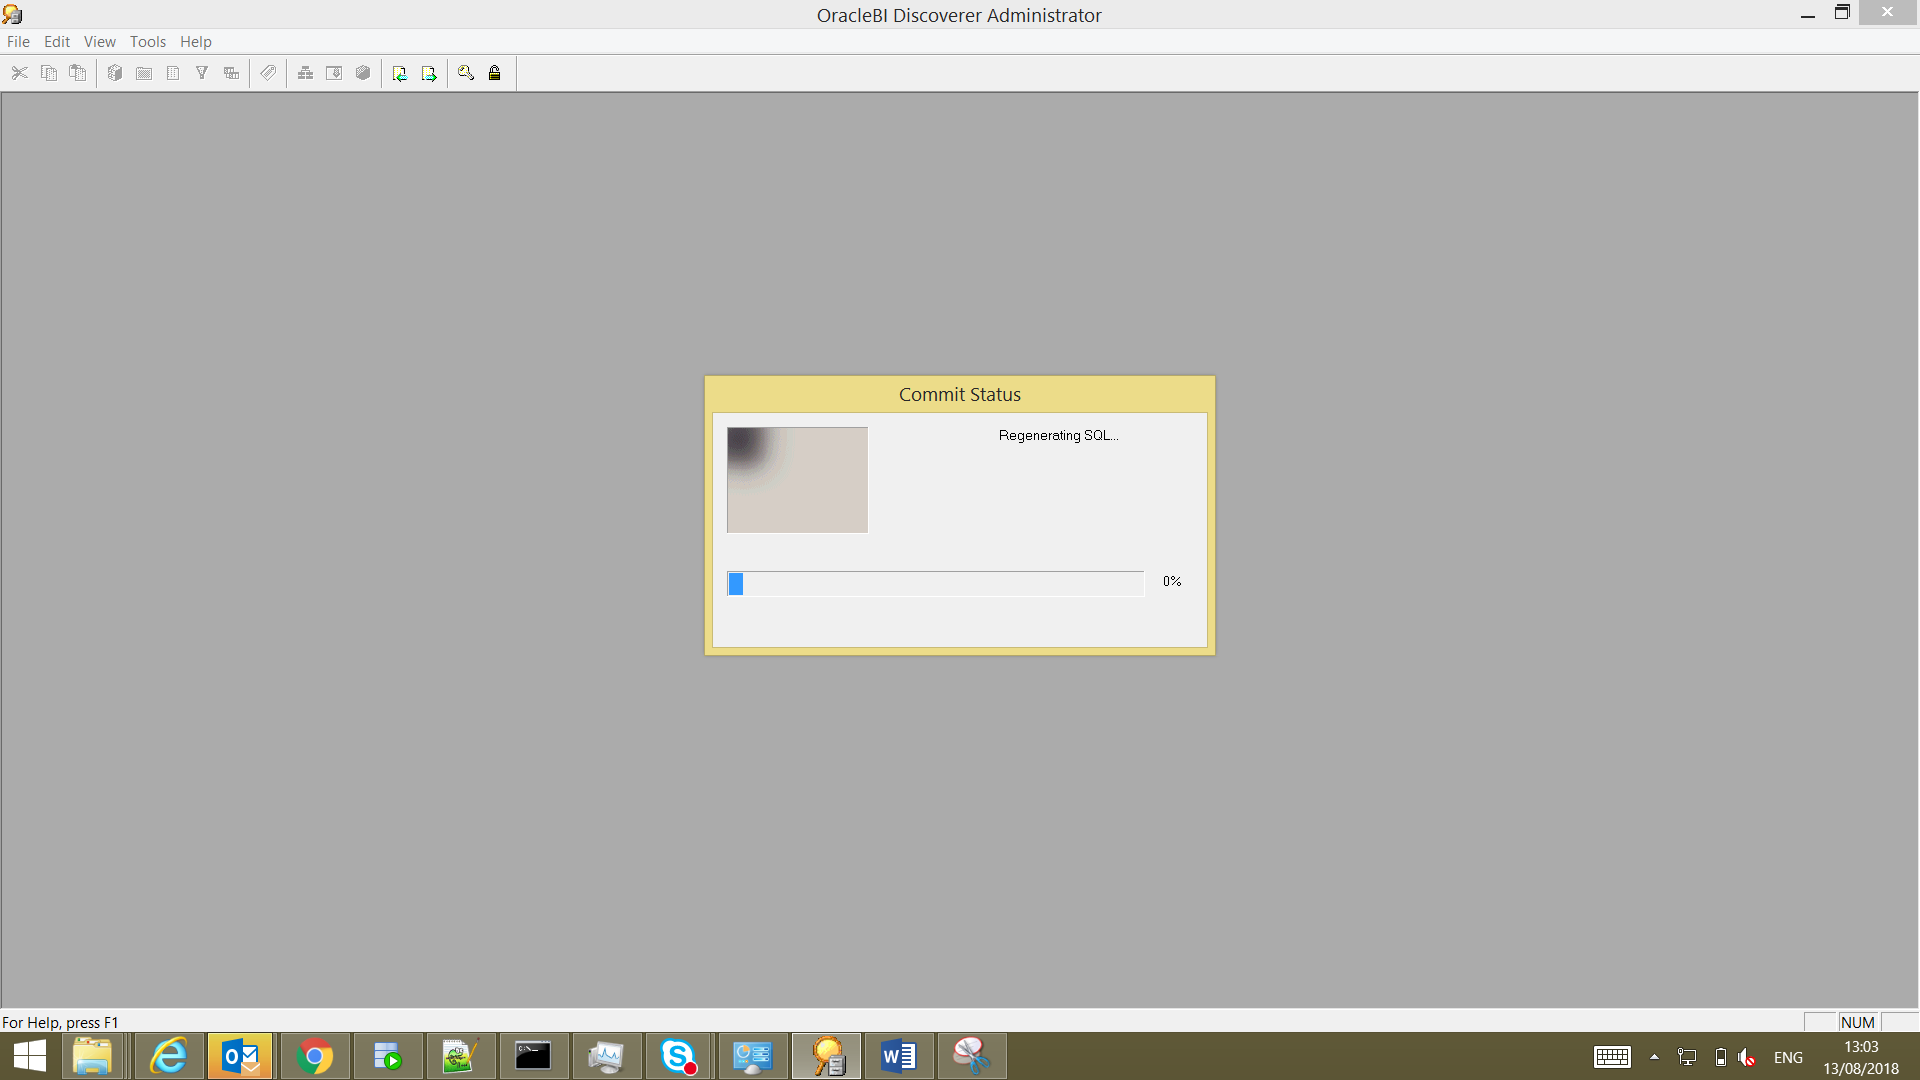 OracleBI Discoverer Administrator
File Edit View Tools Help
Commit Status
Regenerating SQL...
0%
For Help, press F1
NUM
ENG
13:03
13/08/2018